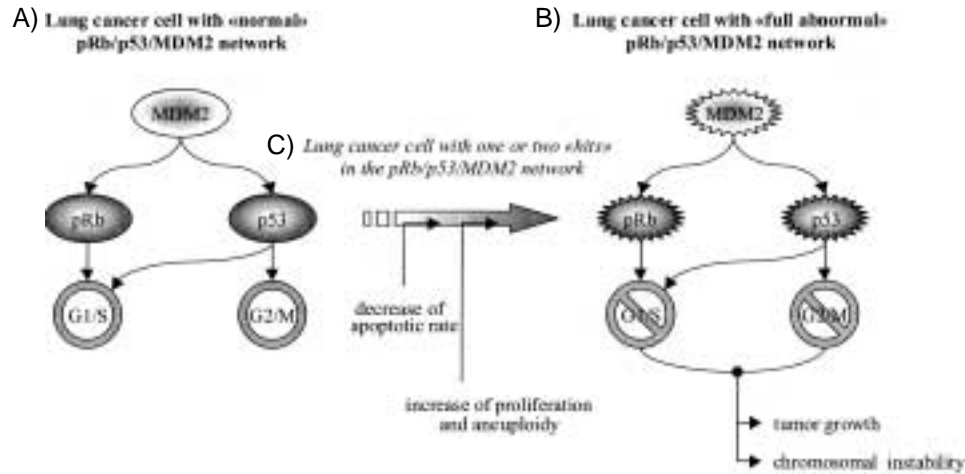 A) Lung cancer cell with «normal»
pRb/p53/MDM2 network
MDM2
pRb
p53
G1/S
G2/M
C) Lung cancer cell with one or two «hits»
in the pRb/p53/MDM2 network
decrease of
apoptotic rate
increase of proliferation
and aneuploidy
B) Lung cancer cell with «full abnormal»
pRb/p53/MDM2 network
MDM2
pRb
p53
G1/S
G2/M
tumor growth
chromosomal instability